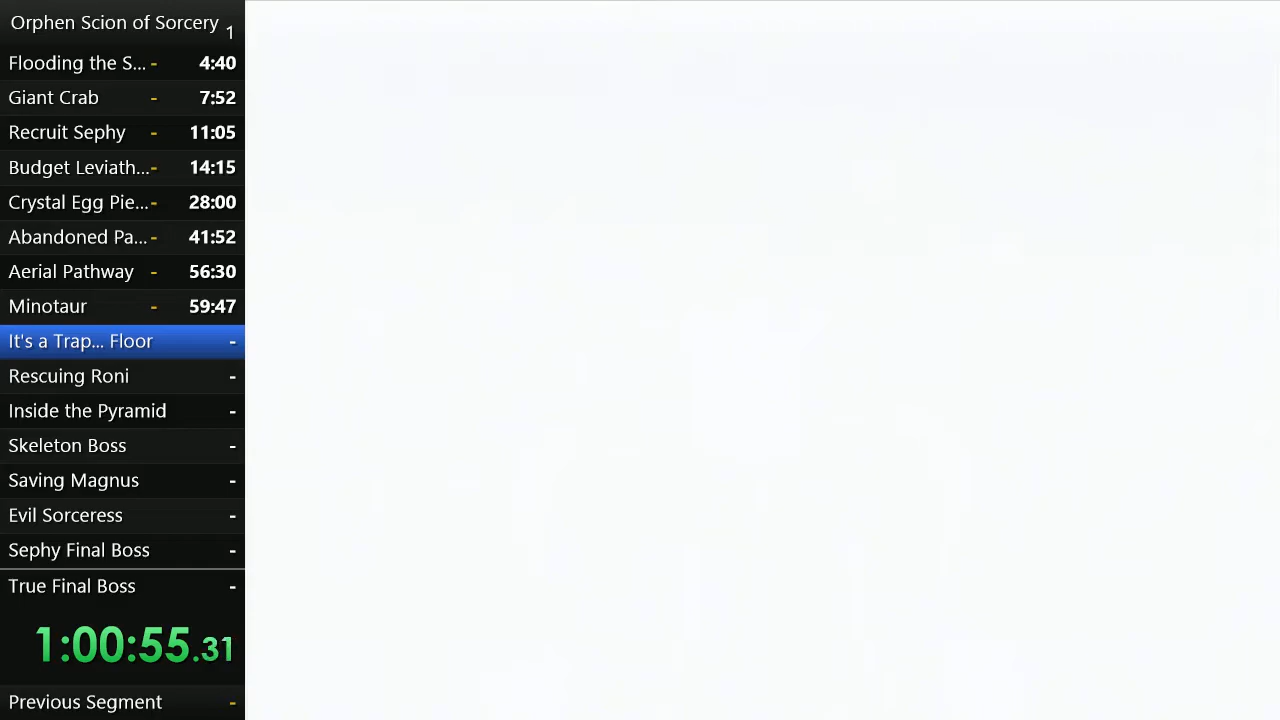 Orphen Scion of Sorcery 1
Flooding the S... - 4:40
Giant Crab - 7:52
Recruit Sephy - 11:05
Budget Leviath... - 14:15
Crystal Egg Pie... - 28:00
Abandoned Pa... - 41:52
Aerial Pathway - 56:30
Minotaur - 59:47
It's a Trap... Floor -
Rescuing Roni -
Inside the Pyramid -
Skeleton Boss -
Saving Magnus -
Evil Sorceress -
Sephy Final Boss -
True Final Boss -
1:00:55.31
Previous Segment -